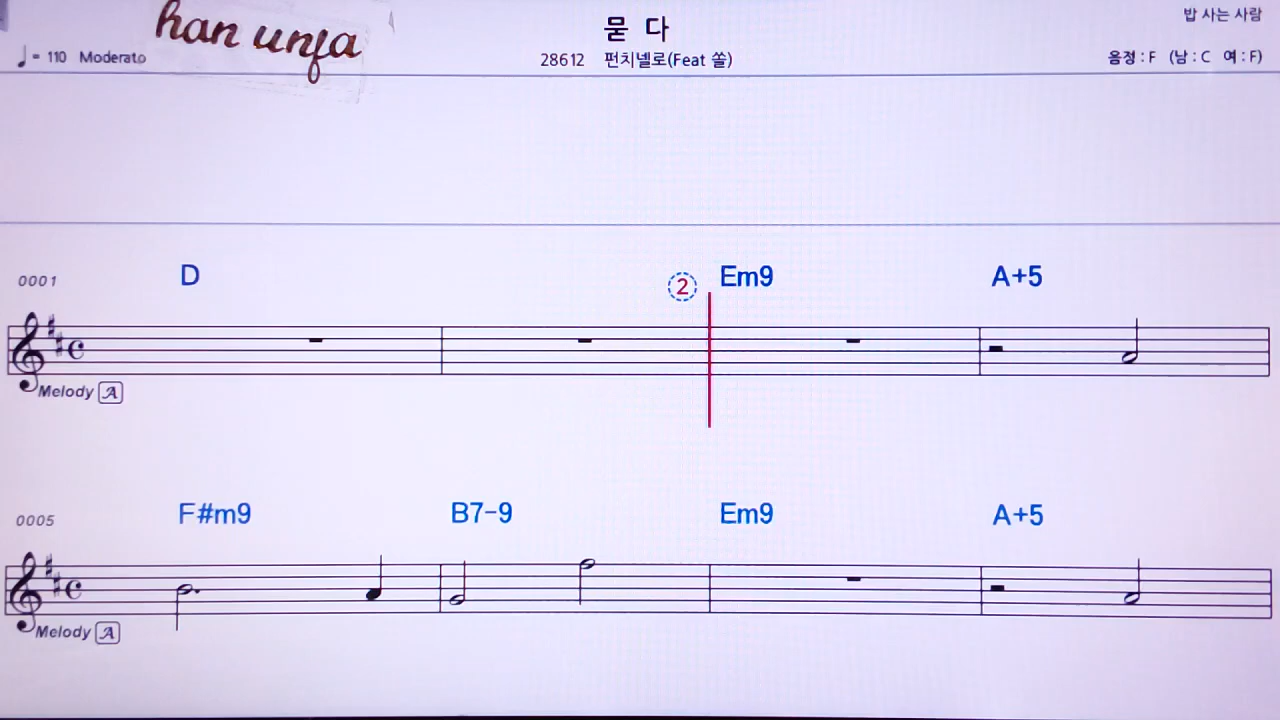 han unja
묻 다
밥 사는 사람
♩= 110 Moderato
28612 펀치넬로(Feat 쏠)
음정 : F (남 : C 여 : F)
0001
D
② Em9
A+5
Melody A
0005
F#m9
B7-9
Em9
A+5
Melody A